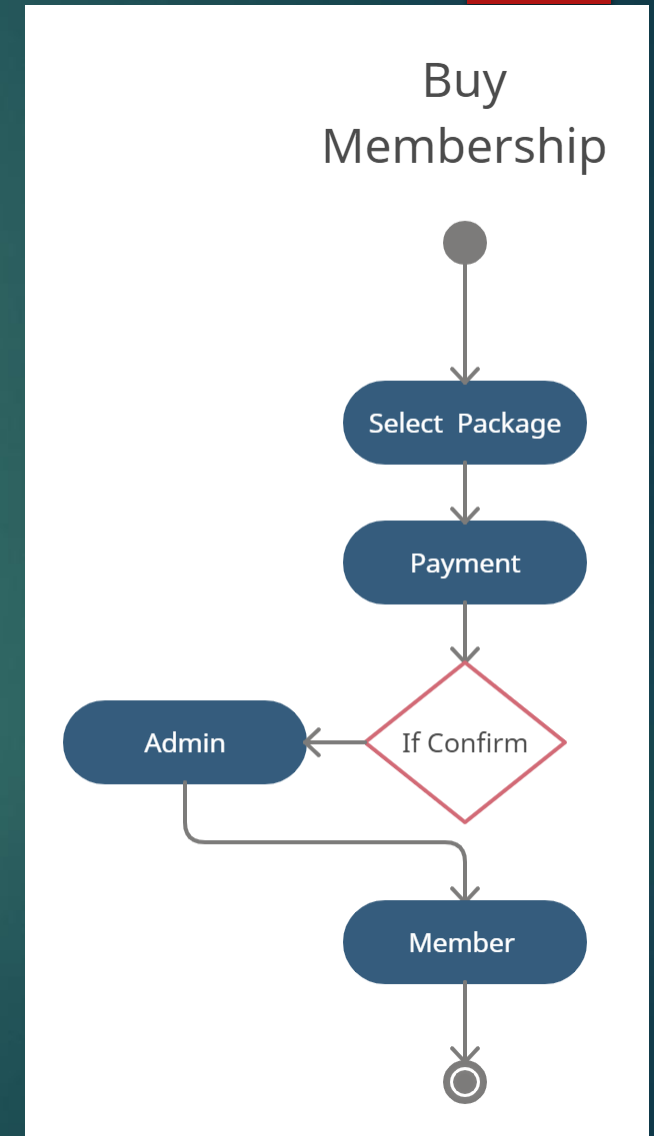 Buy
Membership
Select  Package
Payment
If Confirm
Admin
Member